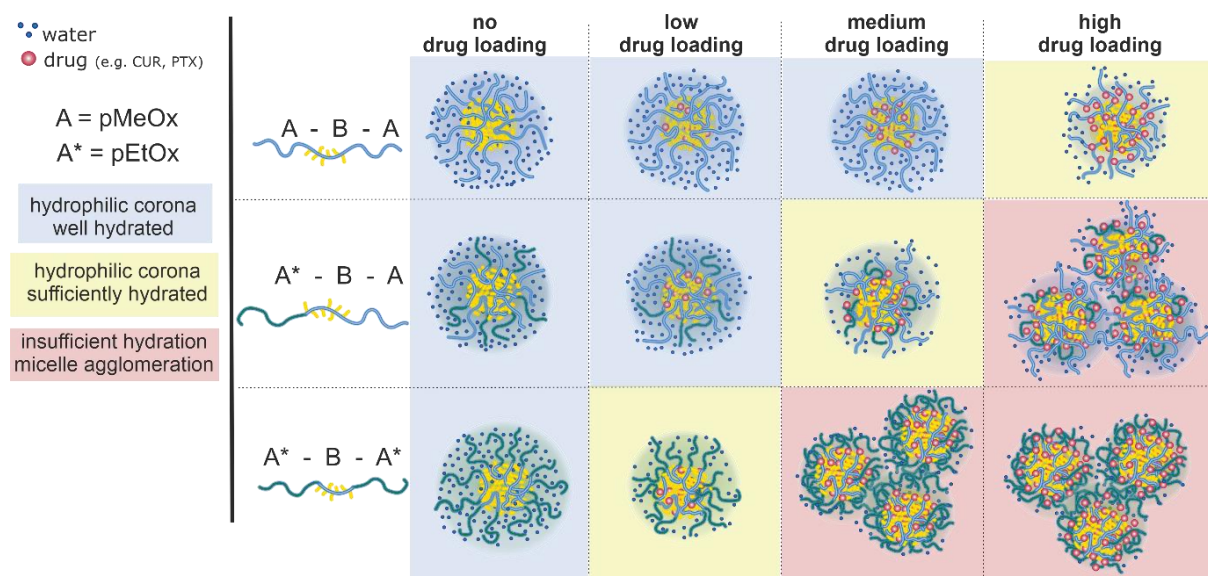 water
drug (e.g. CUR, PTX)
A = pMeOx
A* = pEtOx
hydrophilic corona
well hydrated
hydrophilic corona
sufficiently hydrated
insufficient hydration
micelle agglomeration
no
drug loading
low
drug loading
medium
drug loading
high
drug loading
A - B - A
A* - B - A
A* - B - A*